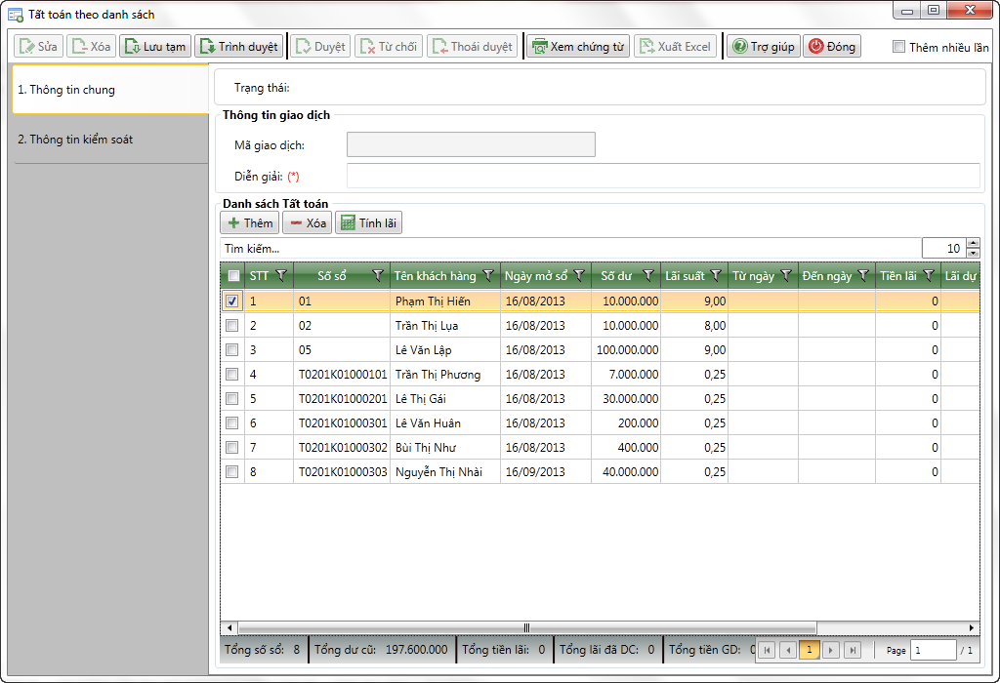 Tất toán theo danh sách
Sửa Xóa Lưu tạm Trình duyệt Duyệt Từ chối Thoái duyệt Xem chứng từ Xuất Excel Trợ giúp Đóng Thêm nhiều lần
1. Thông tin chung
2. Thông tin kiểm soát
Trạng thái:
Thông tin giao dịch
Mã giao dịch:
Diễn giải: (*)
Danh sách Tất toán
Thêm Xóa Tính lãi
Tìm kiếm... 10
STT Số sổ Tên khách hàng Ngày mở sổ Số dư Lãi suất Từ ngày Đến ngày Tiền lãi Lãi dự
1 01 Phạm Thị Hiến 16/08/2013 10.000.000 9,00 0
2 02 Trần Thị Lụa 16/08/2013 10.000.000 8,00 0
3 05 Lê Văn Lập 16/08/2013 100.000.000 9,00 0
4 T0201K01000101 Trần Thị Phương 16/08/2013 7.000.000 0,25 0
5 T0201K01000201 Lê Thị Gái 16/08/2013 30.000.000 0,25 0
6 T0201K01000301 Lê Văn Huân 16/08/2013 200.000 0,25 0
7 T0201K01000302 Bùi Thị Như 16/08/2013 400.000 0,25 0
8 T0201K01000303 Nguyễn Thị Nhài 16/09/2013 40.000.000 0,25 0
Tổng số sổ: 8 Tổng dư cũ: 197.600.000 Tổng tiền lãi: 0 Tổng lãi đã DC: 0 Tổng tiền GD: 0 1 Page 1 / 1